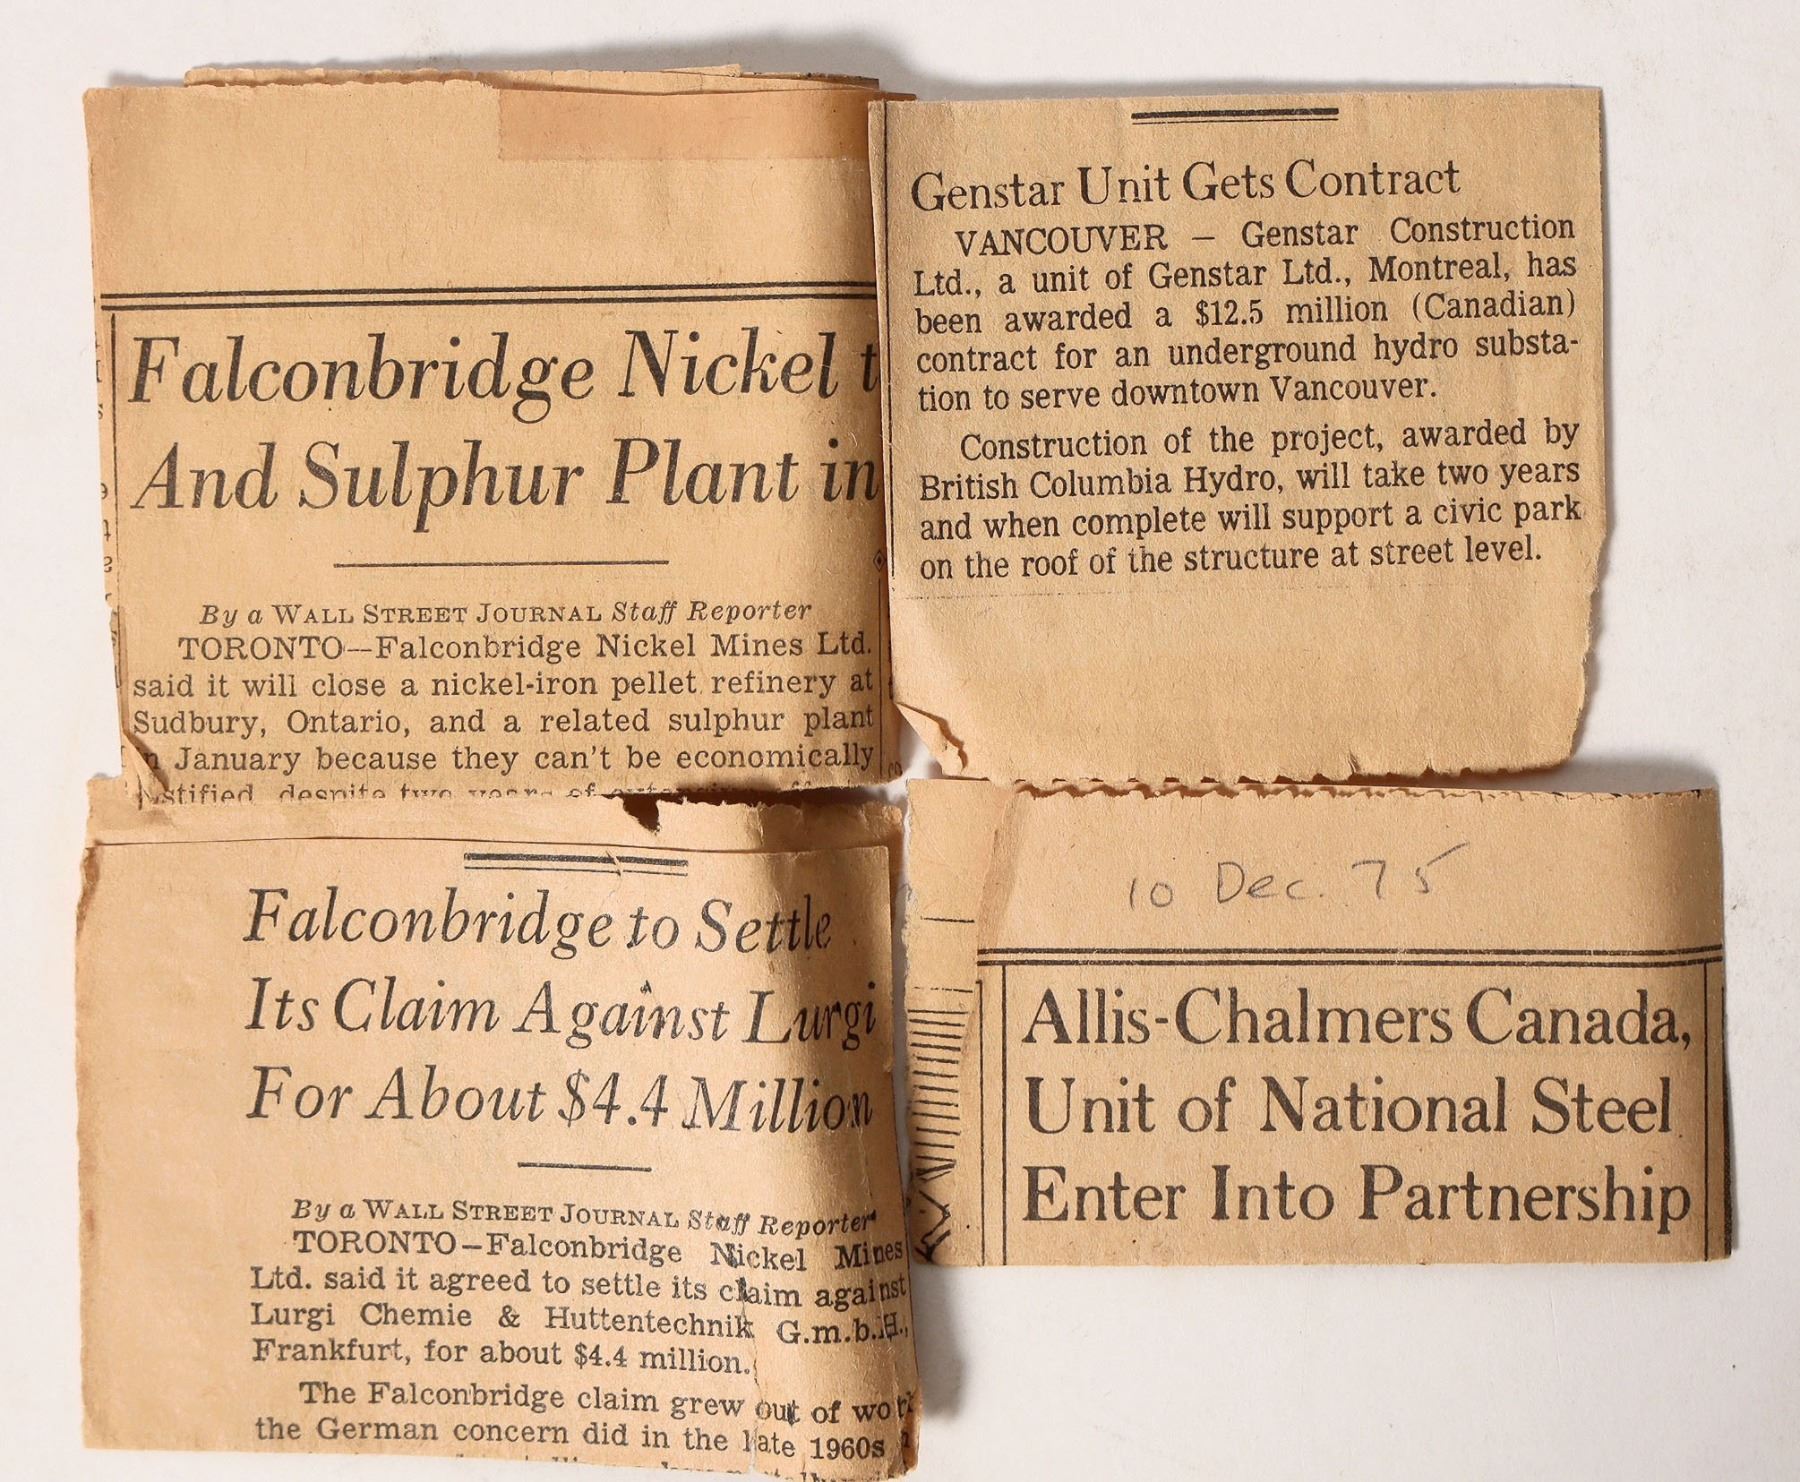 Falconbridge Nickel t
And Sulphur Plant in
By a WALL STREET JOURNAL Staff Reporter
TORONTO—Falconbridge Nickel Mines Ltd.
said it will close a nickel-iron pellet refinery at
Sudbury, Ontario, and a related sulphur plant
n January because they can't be economically
stified, despite two years of
Genstar Unit Gets Contract
VANCOUVER — Genstar Construction
Ltd., a unit of Genstar Ltd., Montreal, has
been awarded a $12.5 million (Canadian)
contract for an underground hydro substa-
tion to serve downtown Vancouver.
Construction of the project, awarded by
British Columbia Hydro, will take two years
and when complete will support a civic park
on the roof of the structure at street level.
Falconbridge to Settle
Its Claim Against Lurgi
For About $4.4 Million
By a WALL STREET JOURNAL Staff Reporter
TORONTO—Falconbridge Nickel Mines
Ltd. said it agreed to settle its claim against
Lurgi Chemie & Huttentechnik G.m.b.H.,
Frankfurt, for about $4.4 million.
The Falconbridge claim grew out of work
the German concern did in the late 1960s
10 Dec. 75
Allis-Chalmers Canada,
Unit of National Steel
Enter Into Partnership